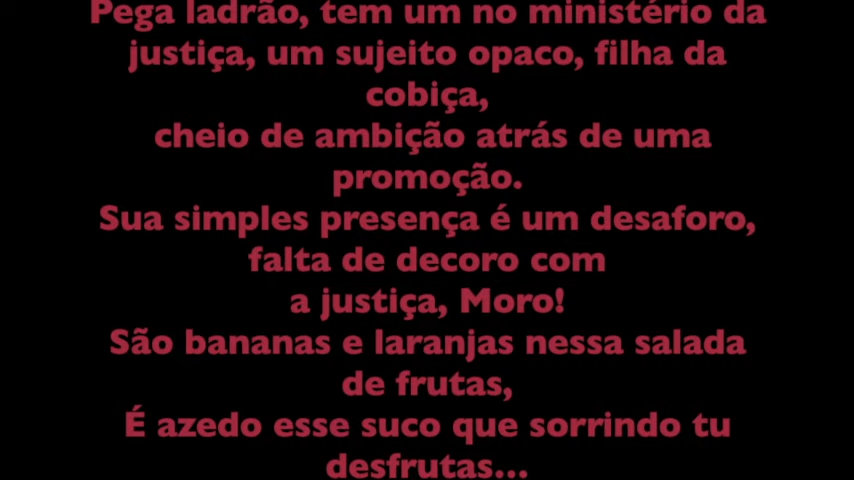 Pega ladrão, tem um no ministério da
justiça, um sujeito opaco, filha da
cobiça,
cheio de ambição atrás de uma
promoção.
Sua simples presença é um desaforo,
falta de decoro com
a justiça, Moro!
São bananas e laranjas nessa salada
de frutas,
É azedo esse suco que sorrindo tu
desfrutas...